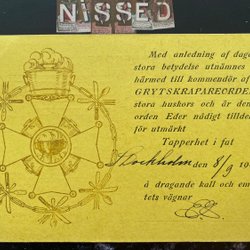 NISSED
Med anledning af dage
stora betydelse utnämnes
härmed till kommendör af
GRYTSKRAPAREORDE
stora huskors och är den
orden Eder nådigt tilldel
för utmärkt
Tapperhet i fat
Stockholm den 8/9 19
å dragande kall och em
tets vägnar